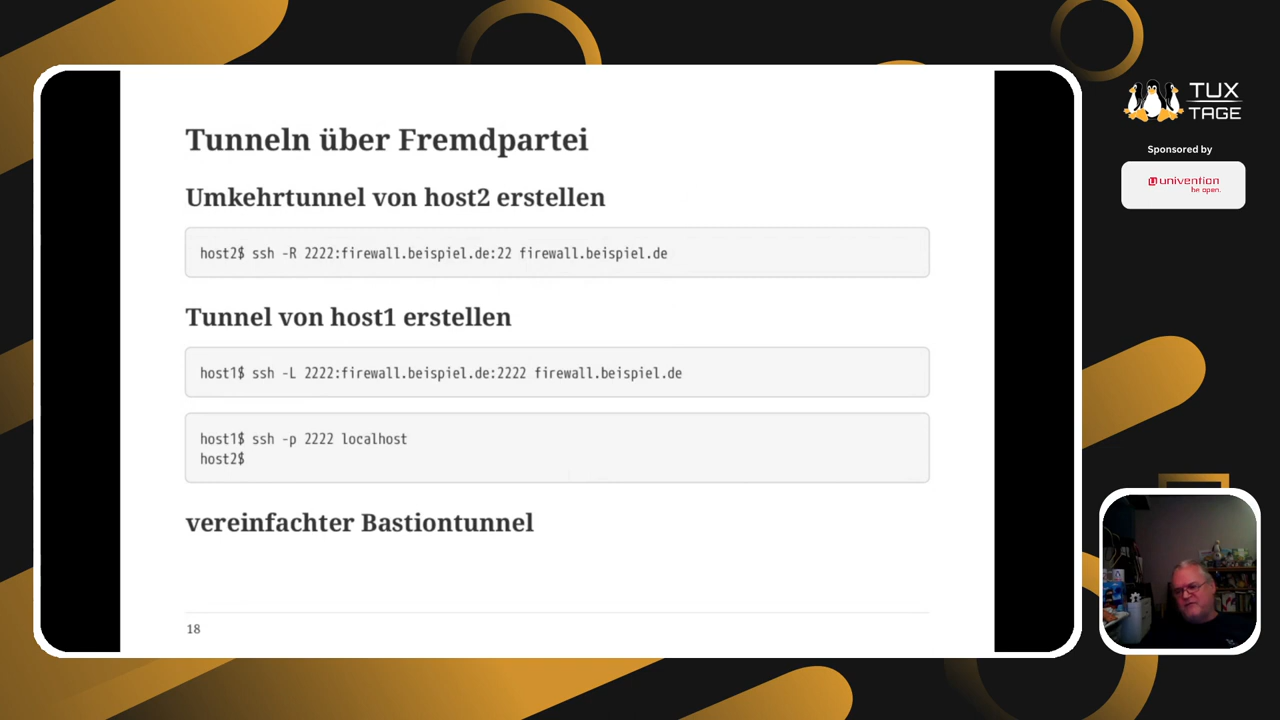 Tunneln über Fremdpartei
Umkehrtunnel von host2 erstellen
host2$ ssh -R 2222:firewall.beispiel.de:22 firewall.beispiel.de
Tunnel von host1 erstellen
host1$ ssh -L 2222:firewall.beispiel.de:2222 firewall.beispiel.de
host1$ ssh -p 2222 localhost
host2$
vereinfachter Bastiontunnel
18
TUX
TAGE
Sponsored by
univention
be open.